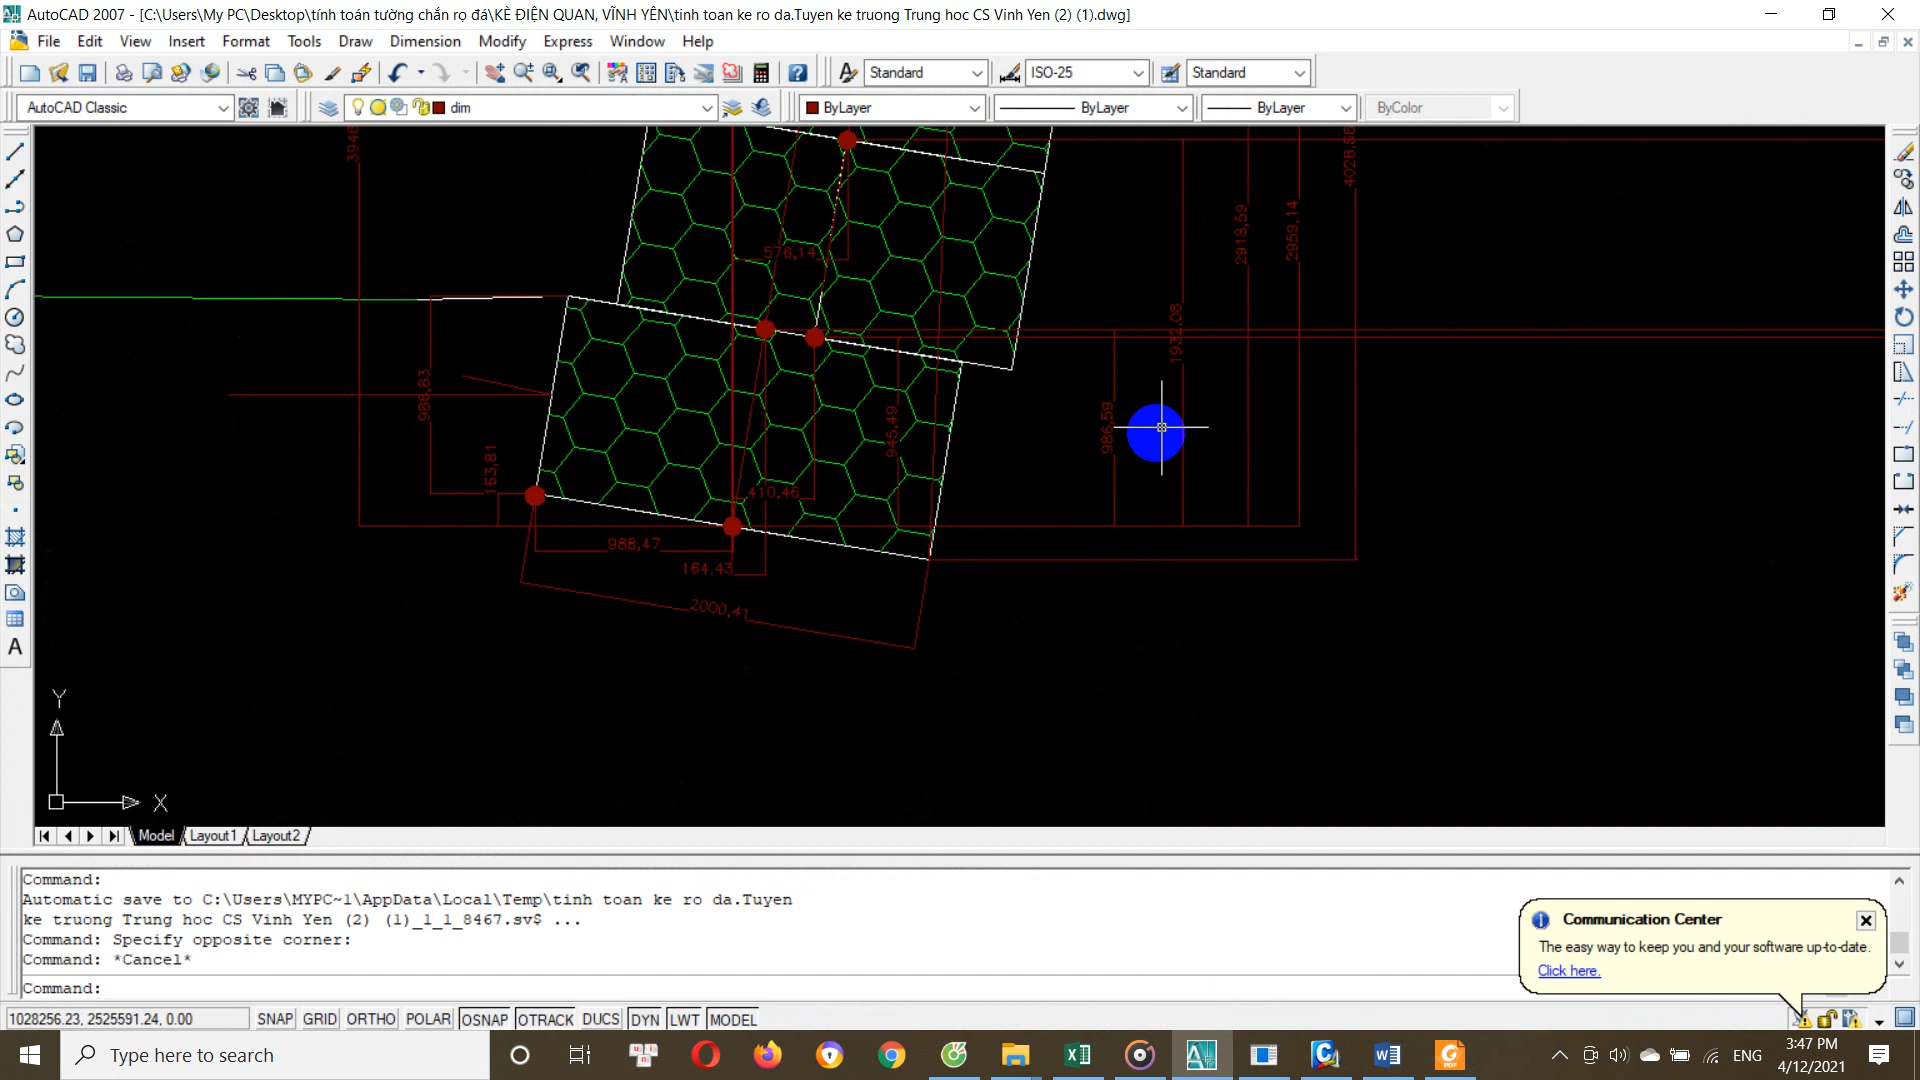 AutoCAD 2007 - [C:\Users\My PC\Desktop\tính toán tường chắn rọ đá\KÈ ĐIỆN QUAN, VĨNH YÊN\tinh toan ke ro da.Tuyen ke truong Trung hoc CS Vinh Yen (2) (1).dwg]
File Edit View Insert Format Tools Draw Dimension Modify Express Window Help
Standard ISO-25 Standard
AutoCAD Classic dim ByLayer ByLayer ByLayer ByColor
3946
4028,58
2918,59
2959,14
576,14
1932,08
988,83
945,49
986,59
163,81
410,46
988,47
164,43
2000,41
Y
X
Model Layout1 Layout2
Command:
Automatic save to C:\Users\MYPC~1\AppData\Local\Temp\tinh toan ke ro da.Tuyen
ke truong Trung hoc CS Vinh Yen (2) (1)_1_1_8467.sv$ ...
Command: Specify opposite corner:
Command: *Cancel*
Command:
Communication Center
The easy way to keep you and your software up-to-date.
Click here.
1028256.23, 2525591.24, 0.00 SNAP GRID ORTHO POLAR OSNAP OTRACK DUCS DYN LWT MODEL
Type here to search
ENG
3:47 PM
4/12/2021